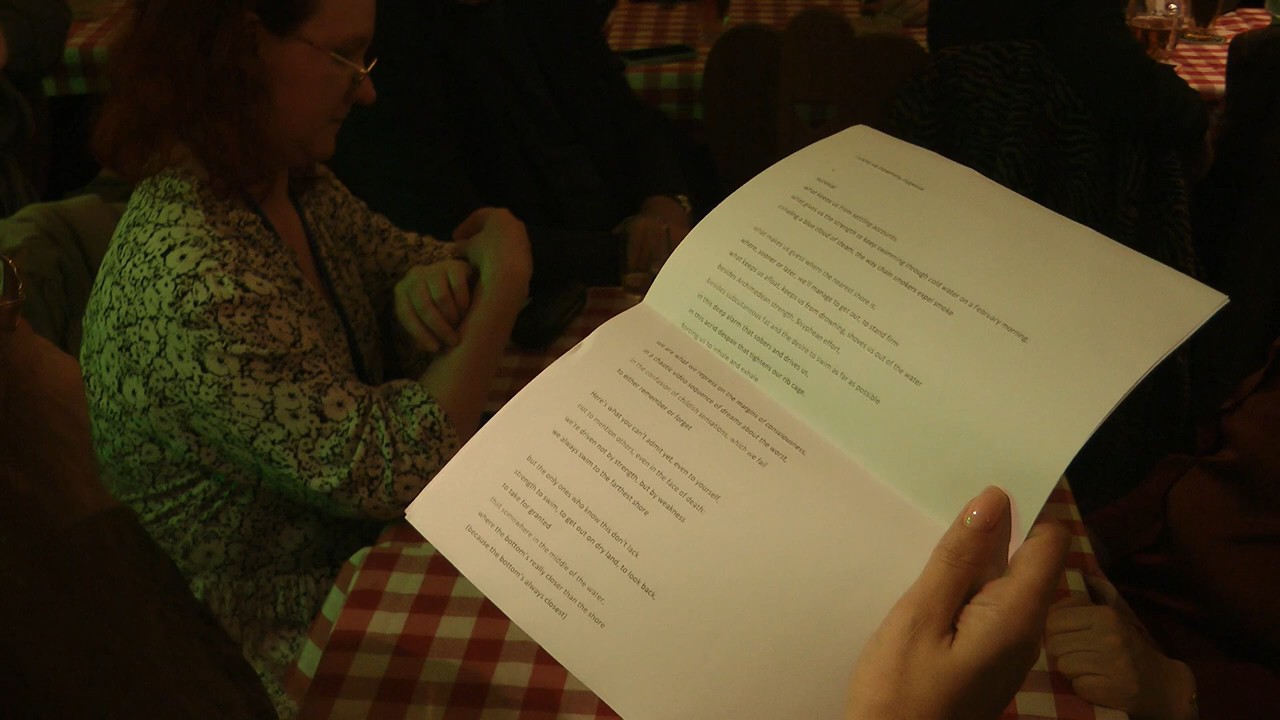 what keeps us from settling accounts,
what gives us the strength to keep swimming through cold water on a February morning,
inhaling a blue cloud of steam, the way chain smokers expel smoke
what makes us guess where the nearest shore is,
where, sooner or later, we'll manage to get out, to stand firm
what keeps us afloat, keeps us from drowning, shoves us out of the water
besides Archimedean strength, Sisyphean effort,
besides subcutaneous fat and the desire to swim as far as possible
in this deep alarm that sobers and drives us,
in this acrid despair that tightens our rib cage,
forcing us to inhale and exhale
we are what we repress on the margins of consciousness,
in a chaotic video sequence of dreams about the worst,
in the confusion of childish sensations, which we fail
to either remember or forget
Here's what you can't admit yet, even to yourself,
not to mention others, even in the face of death:
we're driven not by strength, but by weakness
we always swim to the farthest shore
but the only ones who know this don't lack
strength to swim, to get out on dry land, to look back,
to take for granted
that somewhere in the middle of the water,
where the bottom's really closer than the shore
(because the bottom's always closest)